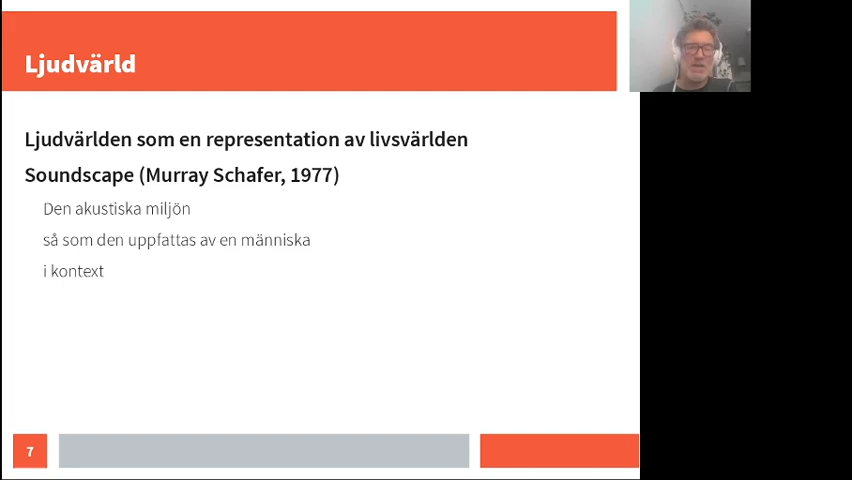 Ljudvärld
Ljudvärlden som en representation av livsvärlden
Soundscape (Murray Schafer, 1977)
Den akustiska miljön
så som den uppfattas av en människa
i kontext
7